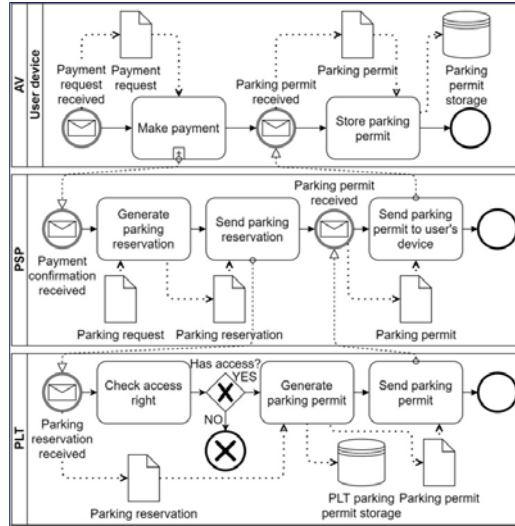 AV
User device
Payment
request
received
Payment
request
Make payment
Parking permit
received
Parking permit
Store parking
permit
Parking
permit
storage
PSP
Payment
confirmation
received
Generate
parking
reservation
Parking request
Send parking
reservation
Parking reservation
Parking permit
received
Send parking
permit to user's
device
Parking permit
PLT
Parking
reservation
received
Check access
right
Has access?
YES
NO
Parking reservation
Generate
parking permit
PLT parking
permit storage
Send parking
permit
Parking permit